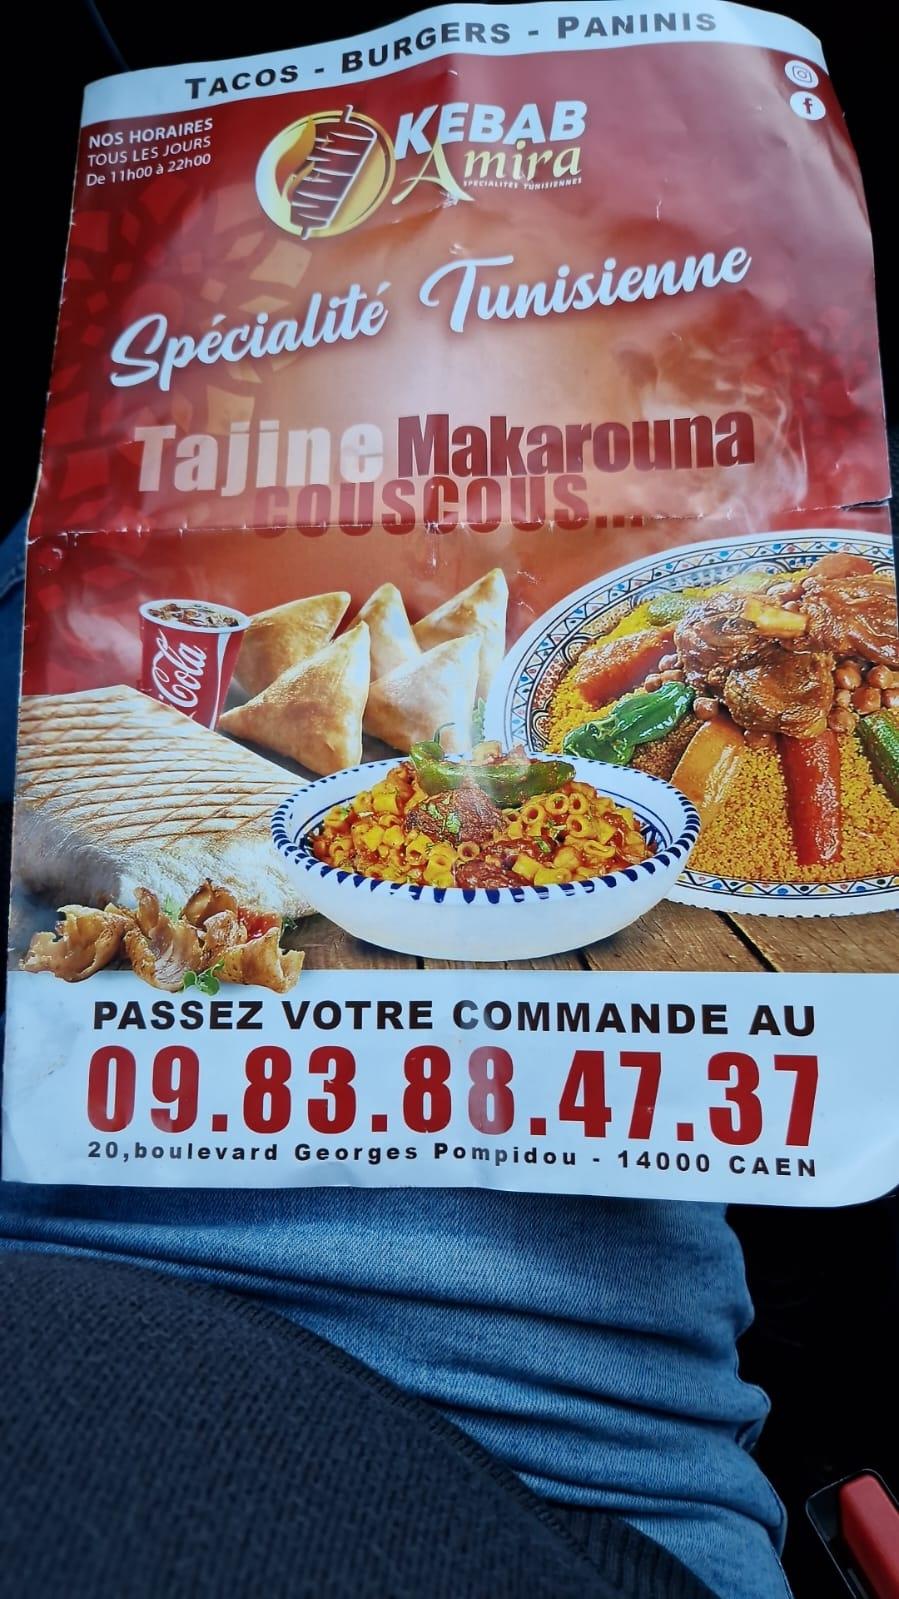 TACOS - BURGERS - PANINIS
NOS HORAIRES
TOUS LES JOURS
De 11h00 à 22h00
KEBAB
Amira
SPECIALITES TUNISIENNES
f
Spécialité Tunisienne
Tajine Makarouna
couscous...
Cola
PASSEZ VOTRE COMMANDE AU
09.83.88.47.37
20,boulevard Georges Pompidou - 14000 CAEN